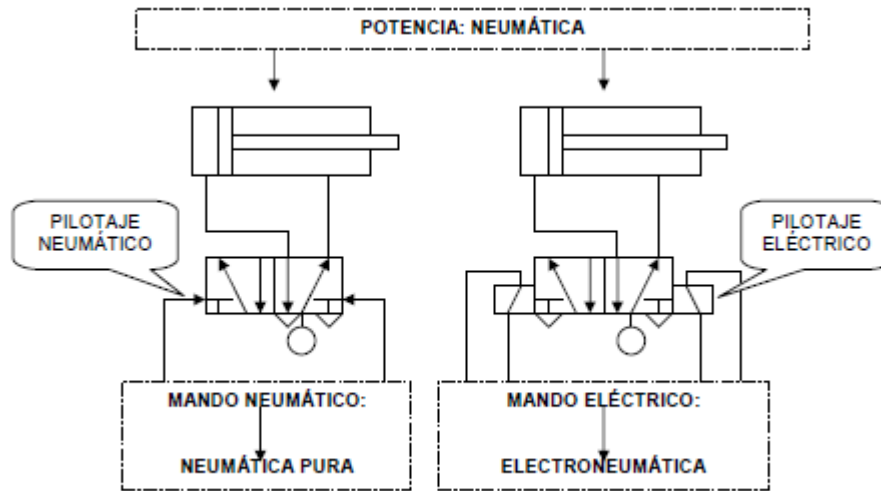 POTENCIA: NEUMÁTICA
PILOTAJE
NEUMÁTICO
PILOTAJE
ELÉCTRICO
MANDO NEUMÁTICO:
NEUMÁTICA PURA
MANDO ELÉCTRICO:
ELECTRONEUMÁTICA